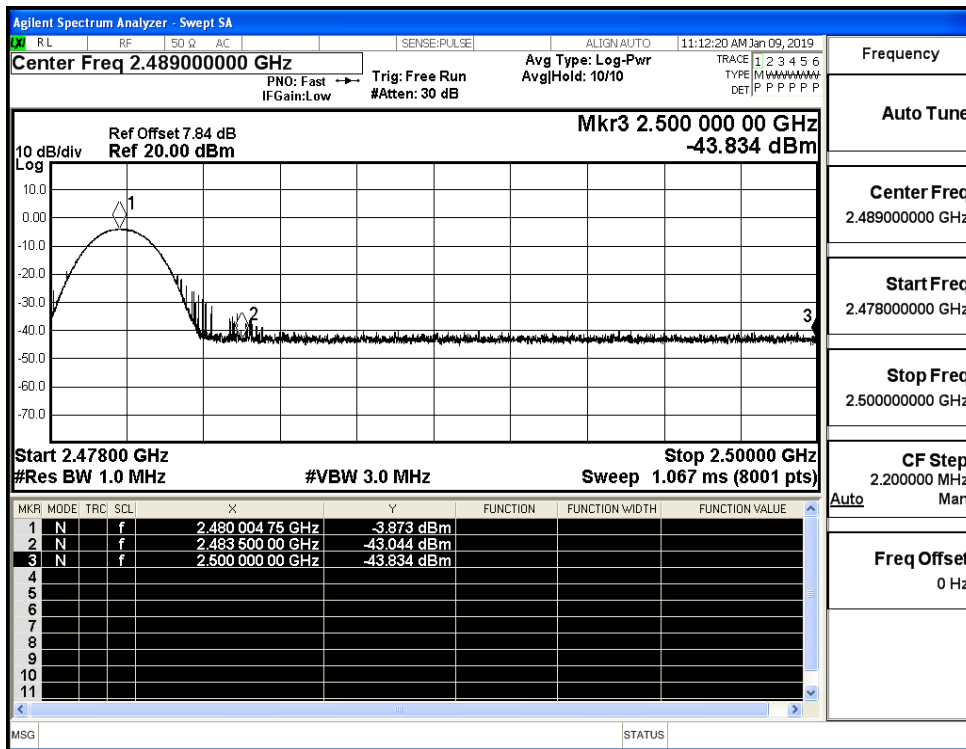 Agilent Spectrum Analyzer - Swept SA
LXI RL RF 50 Ω AC SENSE:PULSE ALIGN AUTO 11:12:20 AM Jan 09, 2019
Center Freq 2.489000000 GHz
PNO: Fast
IFGain:Low
Trig: Free Run
#Atten: 30 dB
Avg Type: Log-Pwr
Avg|Hold: 10/10
TRACE 1 2 3 4 5 6
TYPE M WWWWW
DET P P P P P P
Ref Offset 7.84 dB
10 dB/div Ref 20.00 dBm
Log
Mkr3 2.500 000 00 GHz
-43.834 dBm
10.0
0.00
-10.0
-20.0
-30.0
-40.0
-50.0
-60.0
-70.0
1
2
3
Start 2.47800 GHz Stop 2.50000 GHz
#Res BW 1.0 MHz #VBW 3.0 MHz Sweep 1.067 ms (8001 pts)
MKR MODE TRC SCL X Y FUNCTION FUNCTION WIDTH FUNCTION VALUE
1 N f 2.480 004 75 GHz -3.873 dBm
2 N f 2.483 500 00 GHz -43.044 dBm
3 N f 2.500 000 00 GHz -43.834 dBm
4
5
6
7
8
9
10
11
MSG STATUS
Frequency
Auto Tune
Center Freq
2.489000000 GHz
Start Freq
2.478000000 GHz
Stop Freq
2.500000000 GHz
CF Step
2.200000 MHz
Auto Man
Freq Offset
0 Hz